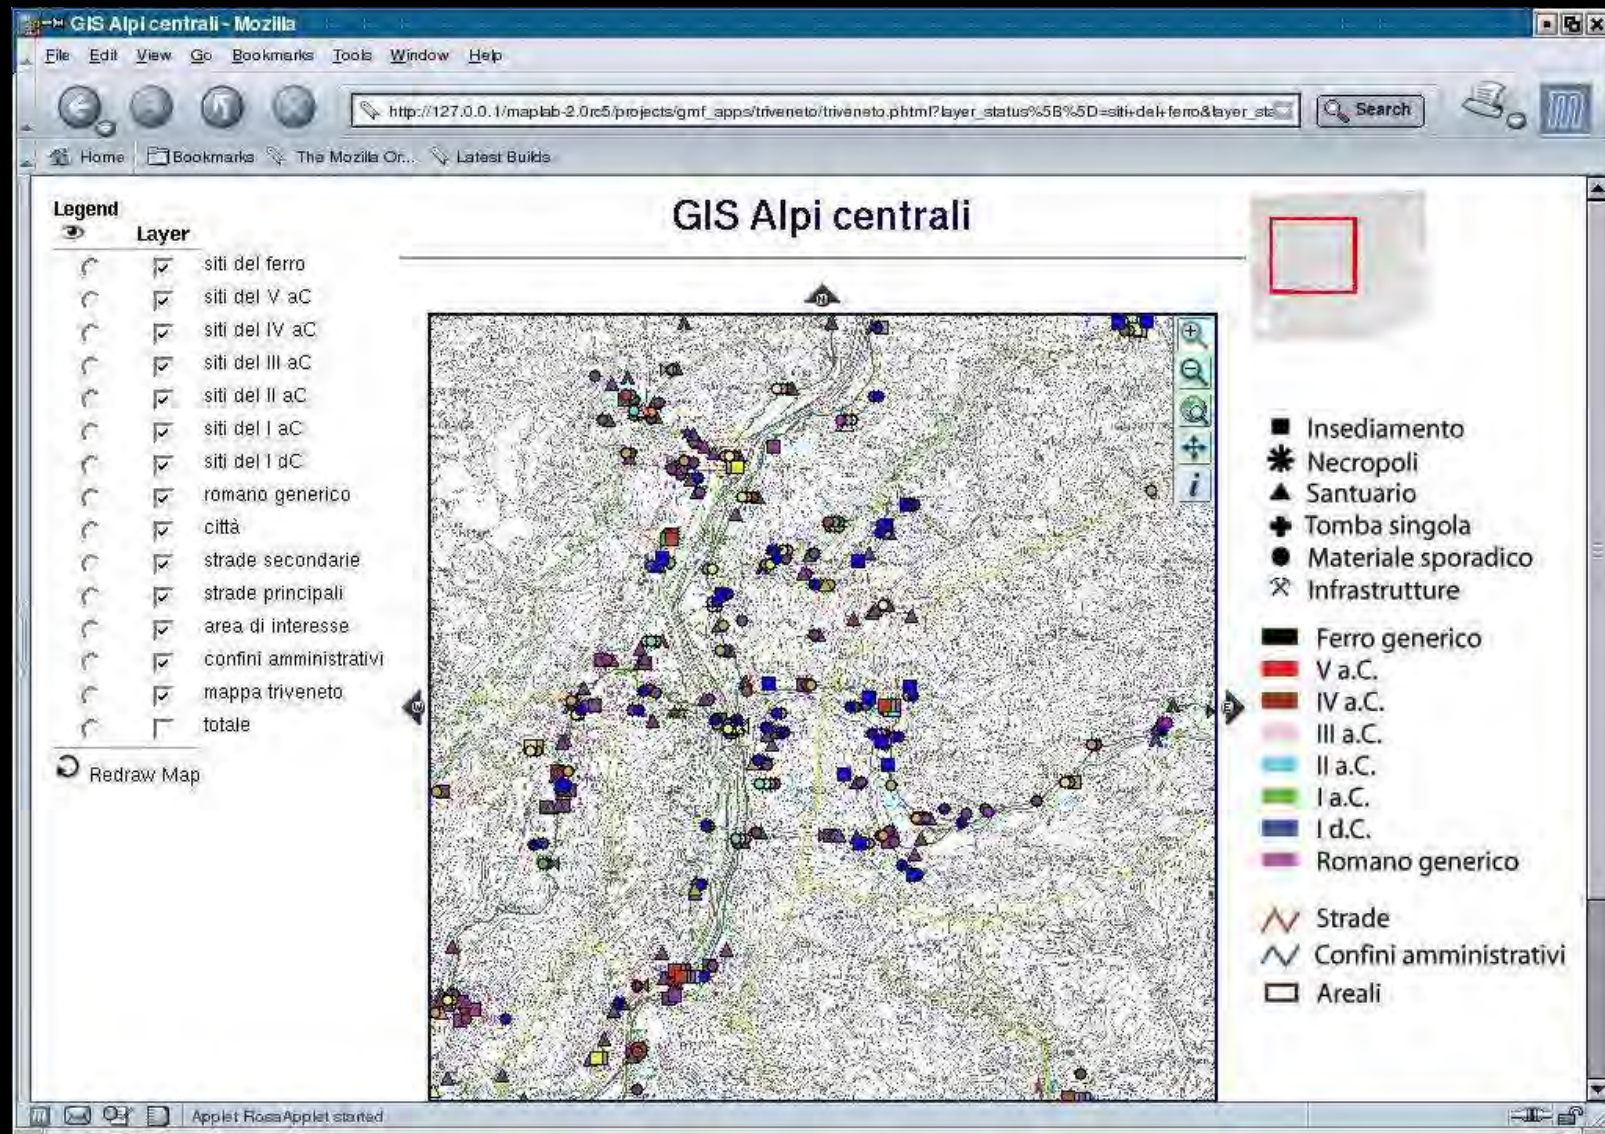 GIS Alpi centrali - Mozilla
File Edit View Go Bookmarks Tools Window Help
http://127.0.0.1/maplab-2.0rc5/projects/gmf_apps/triveneto/triveneto.phtml?layer_status%5B%5D=siti+del+ferro&layer_sta
Search
Home Bookmarks The Mozilla Or... Latest Builds
GIS Alpi centrali
Legend
Layer
siti del ferro
siti del V aC
siti del IV aC
siti del III aC
siti del II aC
siti del I aC
siti del I dC
romano generico
città
strade secondarie
strade principali
area di interesse
confini amministrativi
mappa triveneto
totale
Redraw Map
N
W
E
i
Insediamento
Necropoli
Santuario
Tomba singola
Materiale sporadico
Infrastrutture
Ferro generico
V a.C.
IV a.C.
III a.C.
II a.C.
I a.C.
I d.C.
Romano generico
Strade
Confini amministrativi
Areali
Applet RosaApplet started